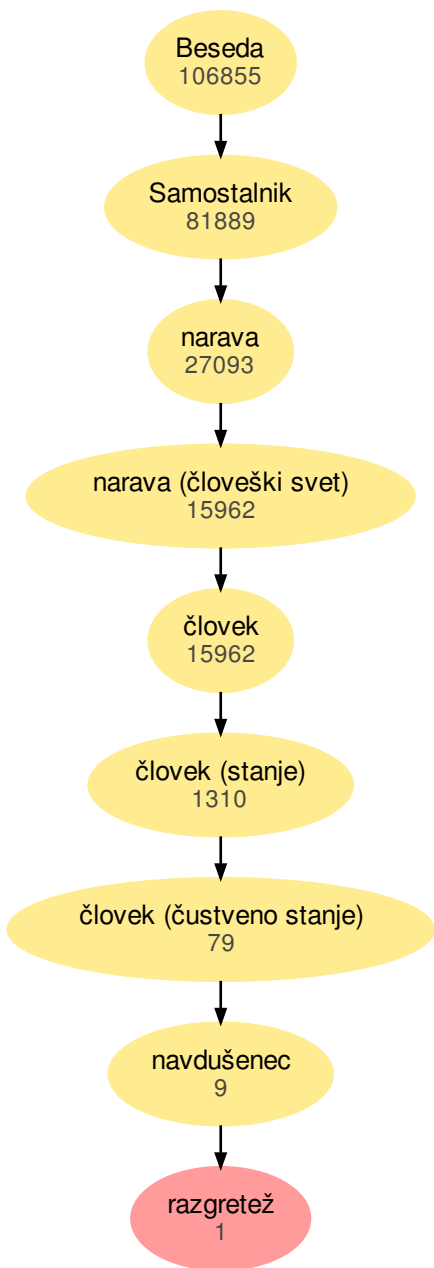 Beseda
106855
Samostalnik
81889
narava
27093
narava (človeški svet)
15962
človek
15962
človek (stanje)
1310
človek (čustveno stanje)
79
navdušenec
9
razgretež
1